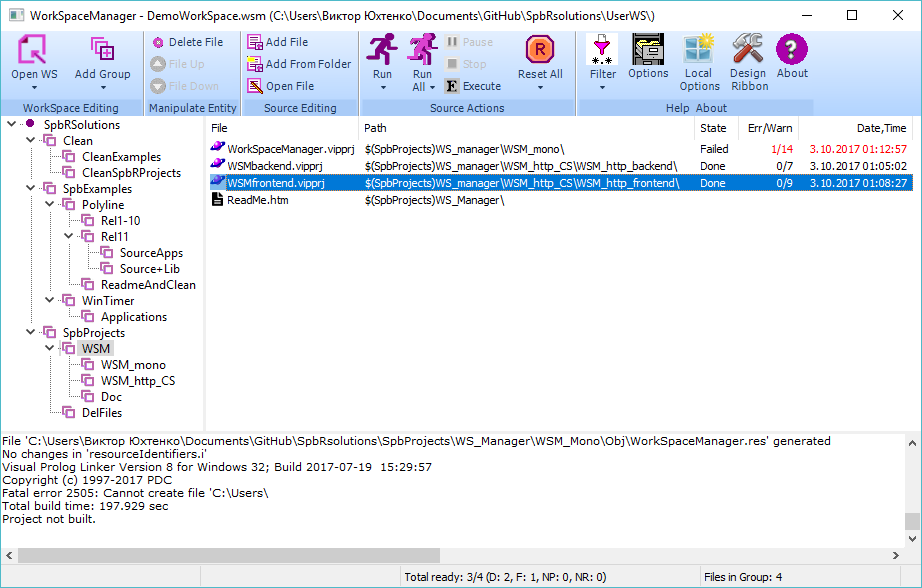 WorkSpaceManager - DemoWorkSpace.wsm (C:\Users\Виктор Юхтенко\Documents\GitHub\SpbRsolutions\UserWS\)
Open WS
Add Group
WorkSpace Editing
Delete File
File Up
File Down
Manipulate Entity
Add File
Add From Folder
Open File
Source Editing
Run
Run All
Pause
Stop
E Execute
R
Reset All
Source Actions
*.*
Filter
Options
Local Options
Design Ribbon
?
About
Help About
SpbRSolutions
Clean
CleanExamples
CleanSpbRProjects
SpbExamples
Polyline
Rel1-10
Rel11
SourceApps
Source+Lib
ReadmeAndClean
WinTimer
Applications
SpbProjects
WSM
WSM_mono
WSM_http_CS
Doc
DelFiles
File Path State Err/Warn Date,Time
WorkSpaceManager.vipprj $(SpbProjects)WS_manager\WSM_mono\ Failed 1/14 3.10.2017 01:12:57
WSMbackend.vipprj $(SpbProjects)WS_manager\WSM_http_CS\WSM_http_backend\ Done 0/7 3.10.2017 01:05:02
WSMfrontend.vipprj $(SpbProjects)WS_manager\WSM_http_CS\WSM_http_frontend\ Done 0/9 3.10.2017 01:08:27
ReadMe.htm $(SpbProjects)WS_Manager\
File 'C:\Users\Виктор Юхтенко\Documents\GitHub\SpbRsolutions\SpbProjects\WS_Manager\WSM_Mono\Obj\WorkSpaceManager.res' generated
No changes in 'resourceIdentifiers.i'
Visual Prolog Linker Version 8 for Windows 32; Build 2017-07-19 15:29:57
Copyright (c) 1997-2017 PDC
Fatal error 2505: Cannot create file 'C:\Users\
Total build time: 197.929 sec
Project not built.
Total ready: 3/4 (D: 2, F: 1, NP: 0, NR: 0)
Files in Group: 4